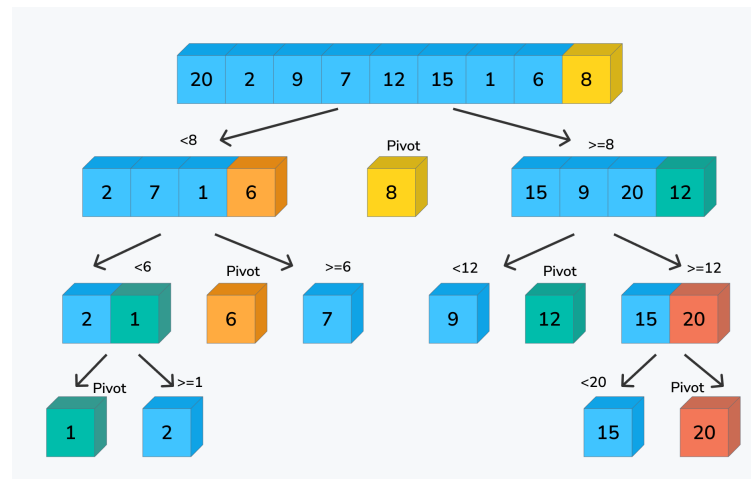 20 2 9 7 12 15 1 6 8
<8 Pivot >=8
2 7 1 6 8 15 9 20 12
<6 Pivot >=6 <12 Pivot >=12
2 1 6 7 9 12 15 20
Pivot >=1 <20 Pivot
1 2 15 20